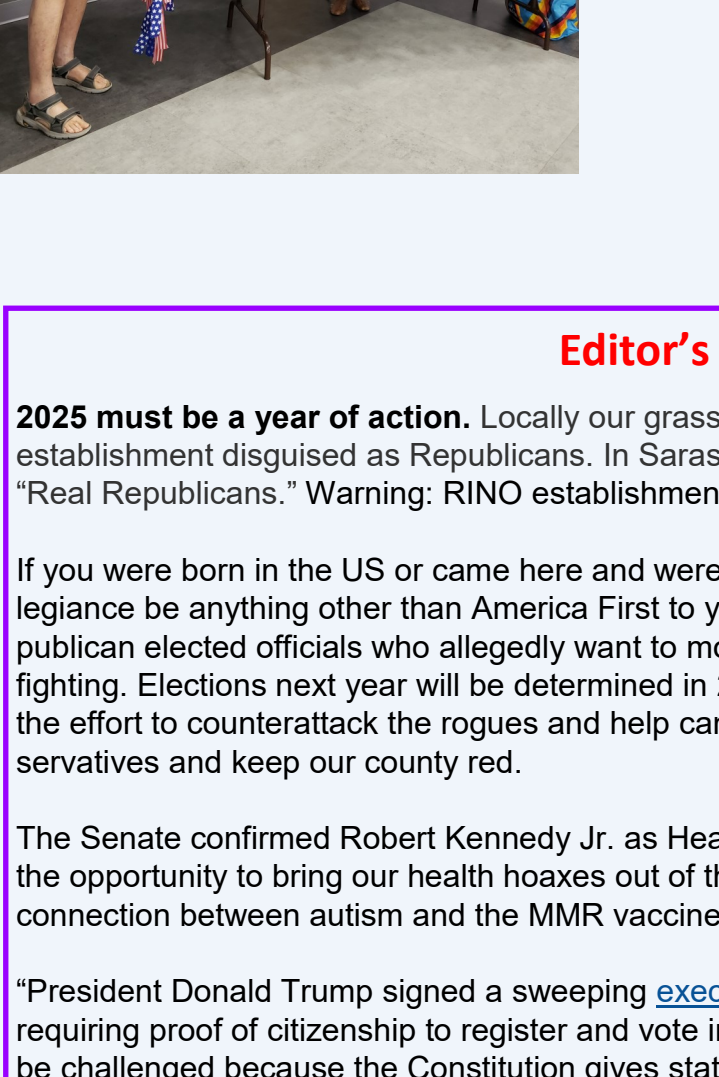 Editor's
2025 must be a year of action. Locally our grass
establishment disguised as Republicans. In Saras
“Real Republicans.” Warning: RINO establishmen
If you were born in the US or came here and were
legiance be anything other than America First to y
publican elected officials who allegedly want to mo
fighting. Elections next year will be determined in 2
the effort to counterattack the rogues and help can
servatives and keep our county red.
The Senate confirmed Robert Kennedy Jr. as Hea
the opportunity to bring our health hoaxes out of th
connection between autism and the MMR vaccine
“President Donald Trump signed a sweeping exec
requiring proof of citizenship to register and vote in
be challenged because the Constitution gives stat